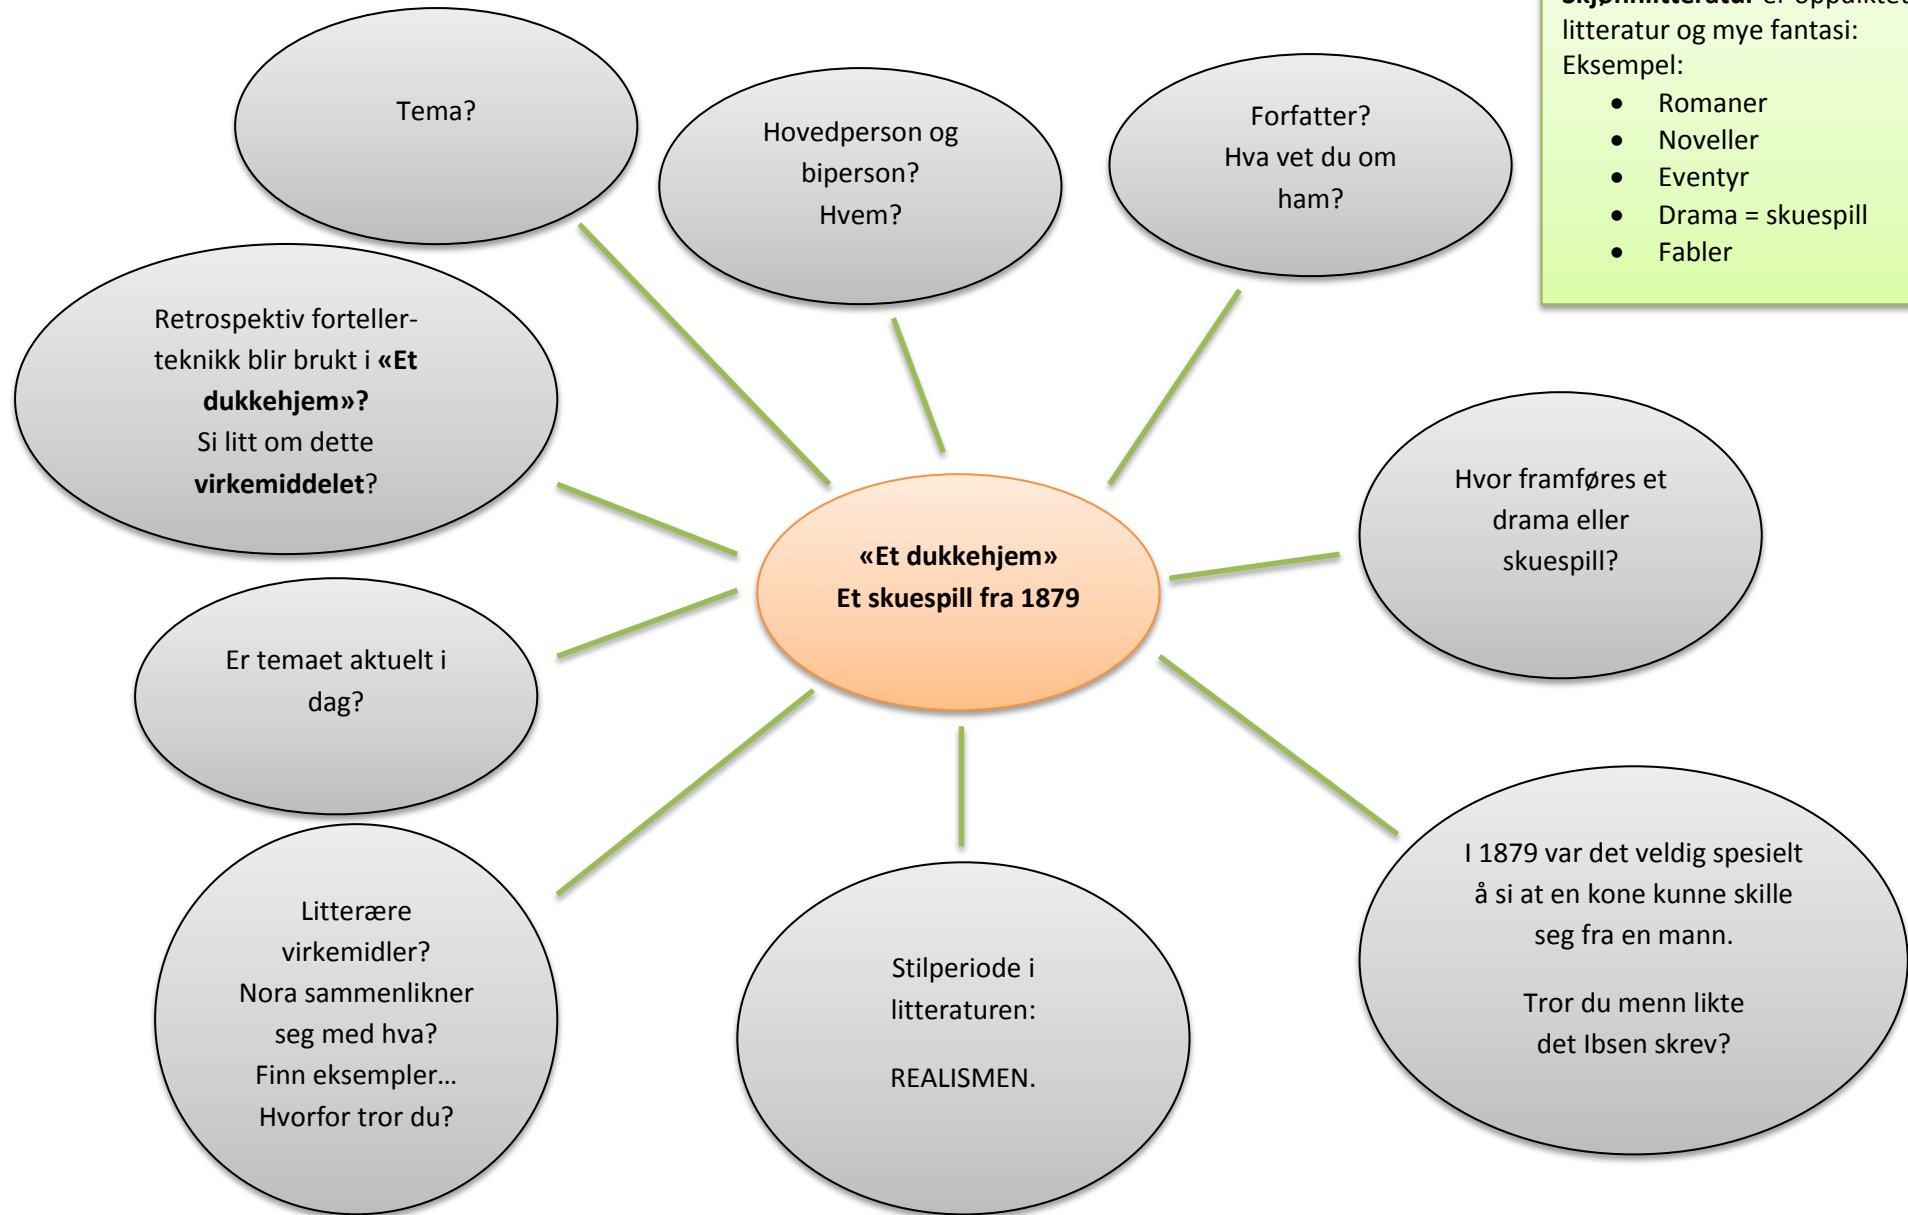 Tema?
Hovedperson og
biperson?
Hvem?
Forfatter?
Hva vet du om
ham?
litteratur og mye fantasi:
Eksempel:
• Romaner
• Noveller
• Eventyr
• Drama = skuespill
• Fabler
Retrospektiv forteller-
teknikk blir brukt i «Et
dukkehjem»?
Si litt om dette
virkemiddelet?
Hvor framføres et
drama eller
skuespill?
«Et dukkehjem»
Et skuespill fra 1879
Er temaet aktuelt i
dag?
I 1879 var det veldig spesielt
å si at en kone kunne skille
seg fra en mann.
Tror du menn likte
det Ibsen skrev?
Litterære
virkemidler?
Nora sammenlikner
seg med hva?
Finn eksempler...
Hvorfor tror du?
Stilperiode i
litteraturen:
REALISMEN.